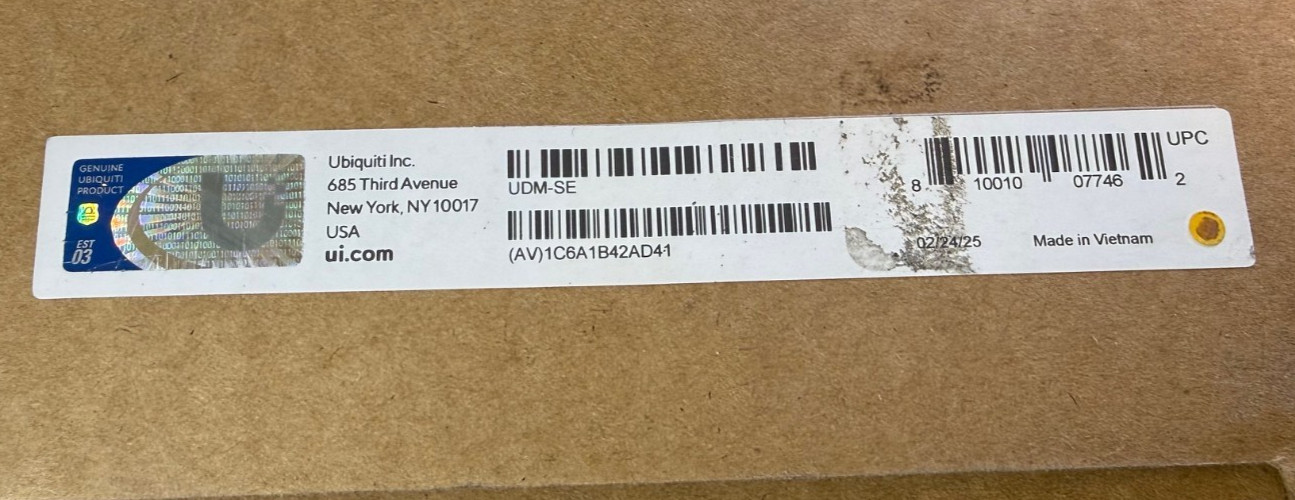 GENUINE
UBIQUITI
PRODUCT
EST
03
Ubiquiti Inc.
685 Third Avenue
New York, NY 10017
USA
ui.com
UDM-SE
(AV)1C6A1B42AD41
UPC
8 10010 07746 2
02/24/25 Made in Vietnam